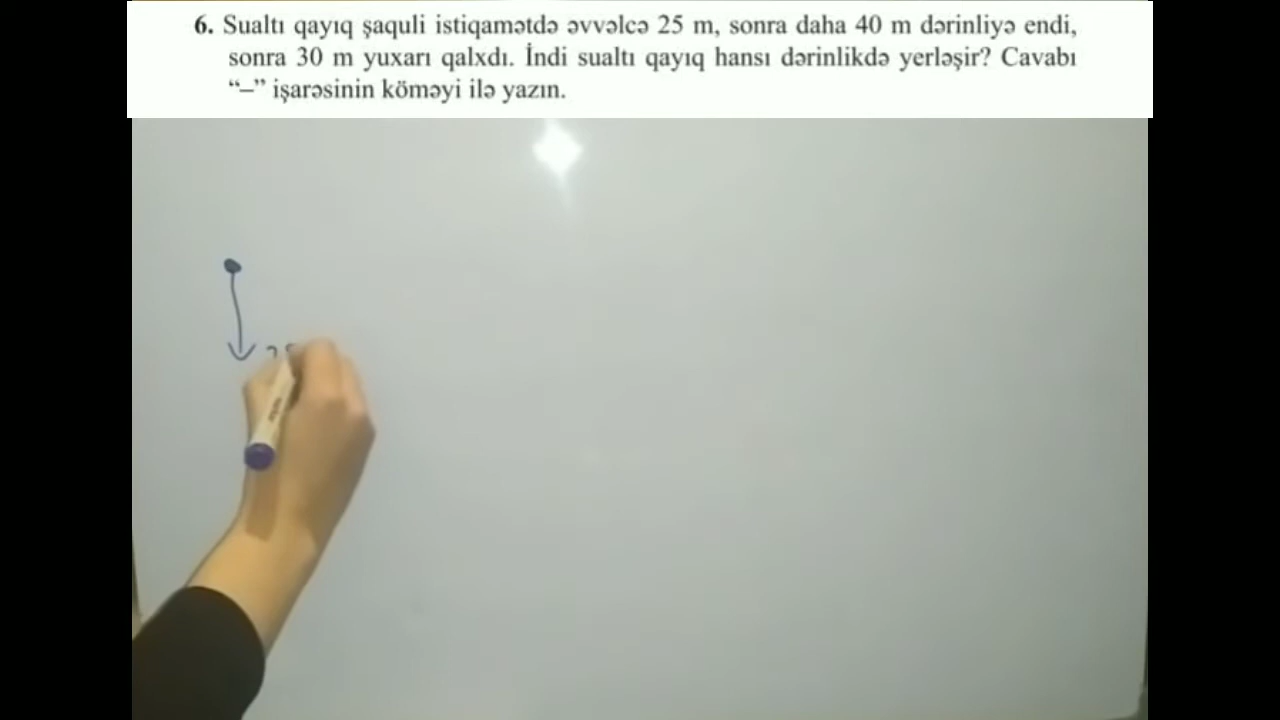 6. Sualtı qayıq şaquli istiqamətdə əvvəlcə 25 m, sonra daha 40 m dərinliyə endi,
sonra 30 m yuxarı qalxdı. İndi sualtı qayıq hansı dərinlikdə yerləşir? Cavabı
“–” işarəsinin köməyi ilə yazın.